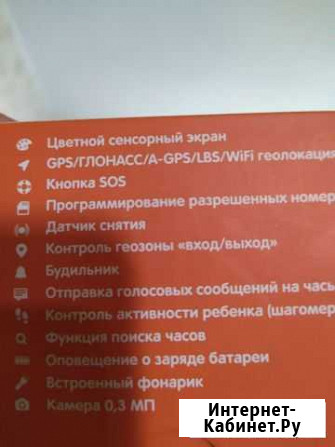 Цветной сенсорный экран
GPS/ГЛОНАСС/A-GPS/LBS/WiFi геолокация
Кнопка SOS
Программирование разрешенных номер
Датчик снятия
Контроль геозоны «вход/выход»
Будильник
Отправка голосовых сообщений на часы
Контроль активности ребенка (шагомер
Функция поиска часов
Оповещение о заряде батареи
Встроенный фонарик
Камера 0,3 МП
Интернет-
Кабинет.Ру